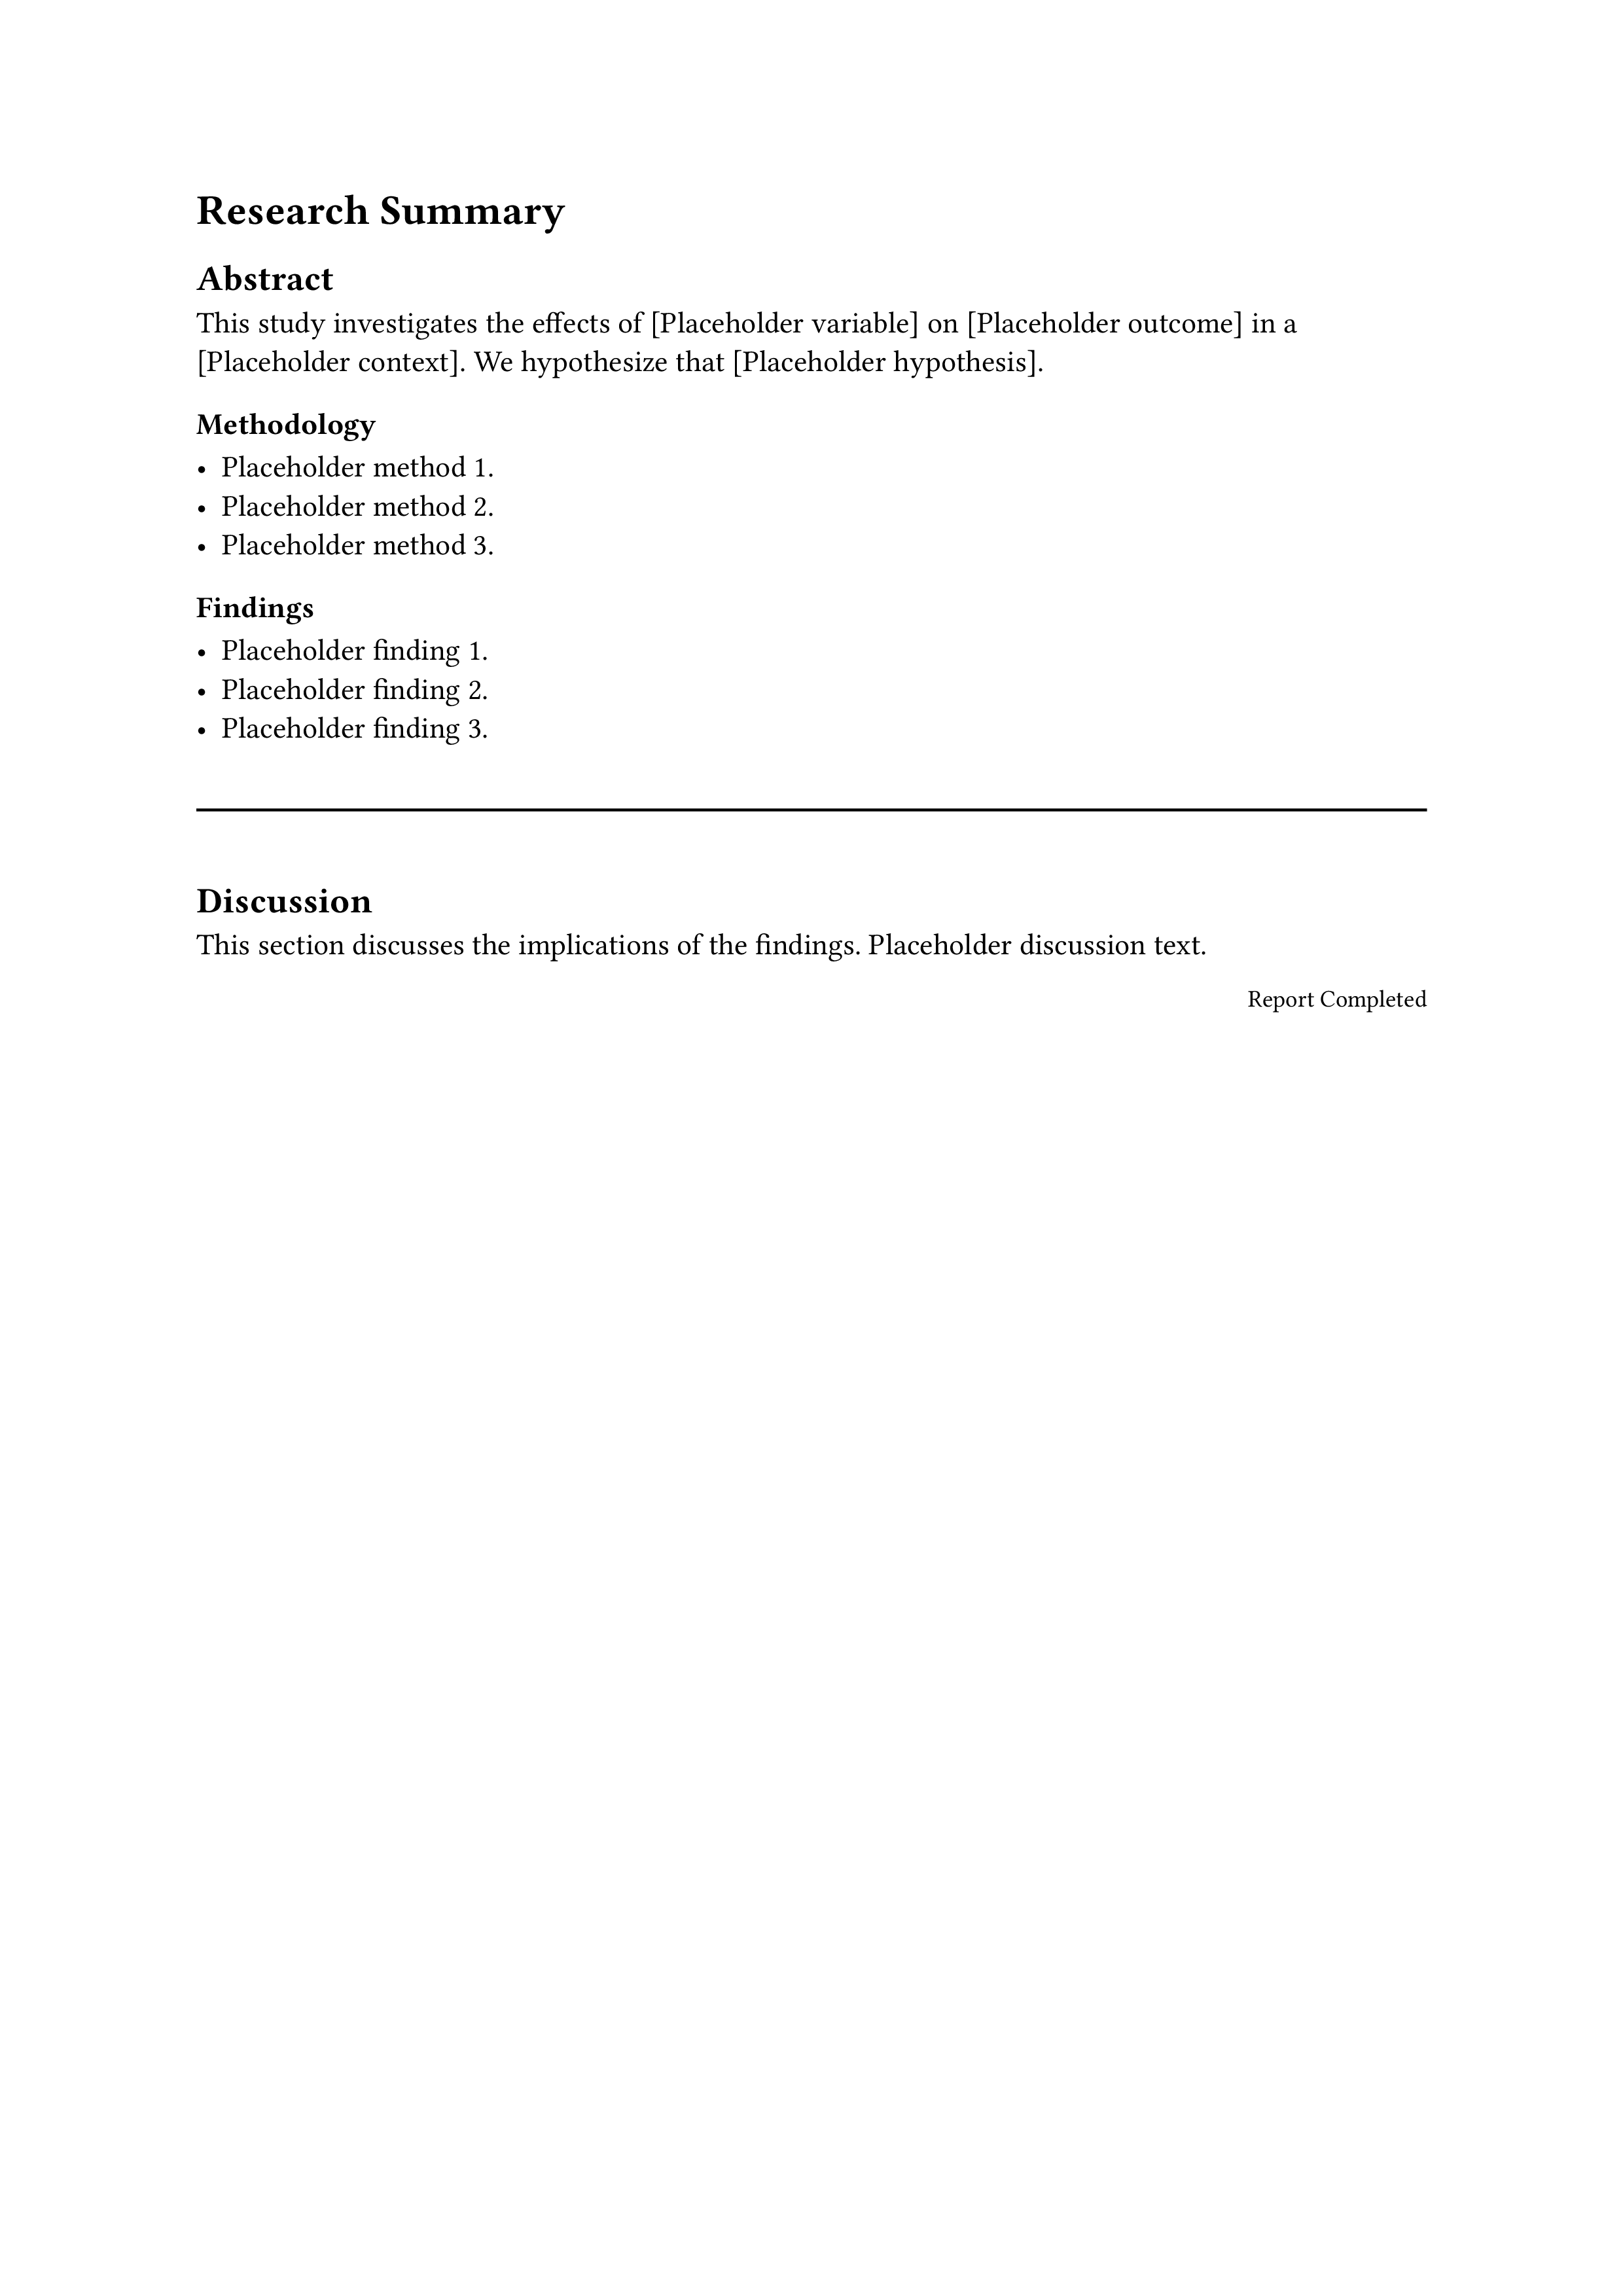 Research Summary
Abstract
This study investigates the effects of [Placeholder variable] on [Placeholder outcome] in a
[Placeholder context]. We hypothesize that [Placeholder hypothesis].
Methodology
• Placeholder method 1.
• Placeholder method 2.
• Placeholder method 3.
Findings
• Placeholder finding 1.
• Placeholder finding 2.
• Placeholder finding 3.
Discussion
This section discusses the implications of the findings. Placeholder discussion text.
Report Completed